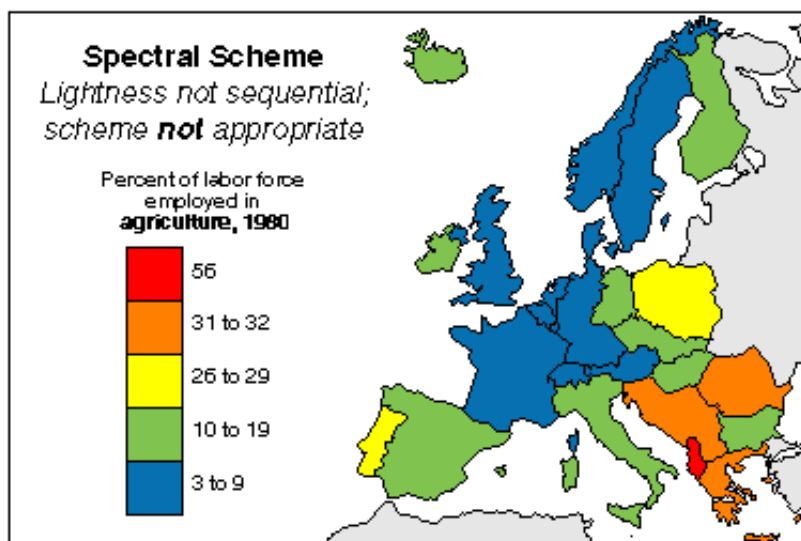 Spectral Scheme
Lightness not sequential;
scheme not appropriate
Percent of labor force
employed in
agriculture, 1980
56
31 to 32
26 to 29
10 to 19
3 to 9